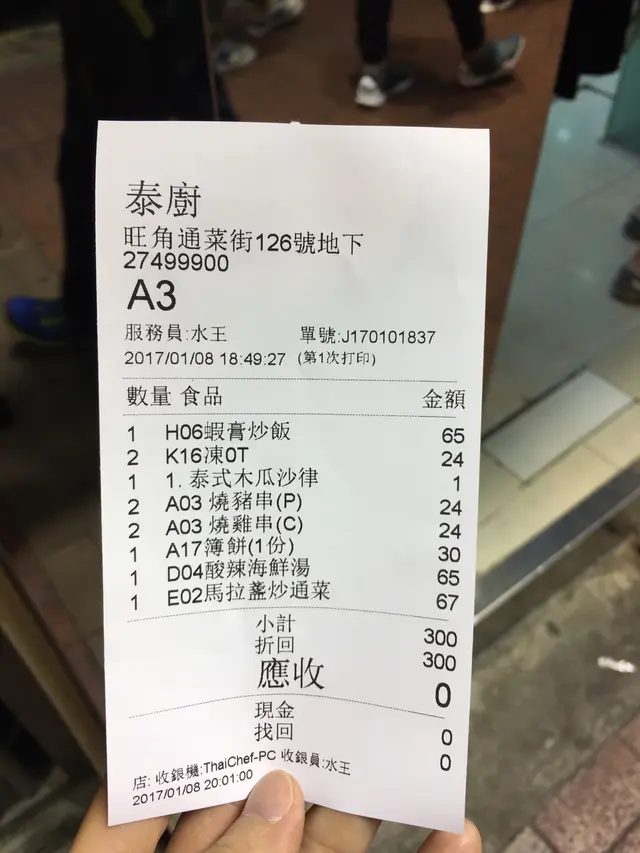 泰廚
旺角通菜街126號地下
27499900
A3
服務員:水王 單號:J170101837
2017/01/08 18:49:27 (第1次打印)
數量 食品 金額
1 H06蝦膏炒飯 65
2 K16凍0T 24
1 1. 泰式木瓜沙律 1
2 A03 燒豬串(P) 24
2 A03 燒雞串(C) 24
1 A17簿餅(1份) 30
1 D04酸辣海鮮湯 65
1 E02馬拉盞炒通菜 67
小計 300
折回 300
應收 0
現金 0
找回 0
店: 收銀機:ThaiChef-PC 收銀員:水王
2017/01/08 20:01:00